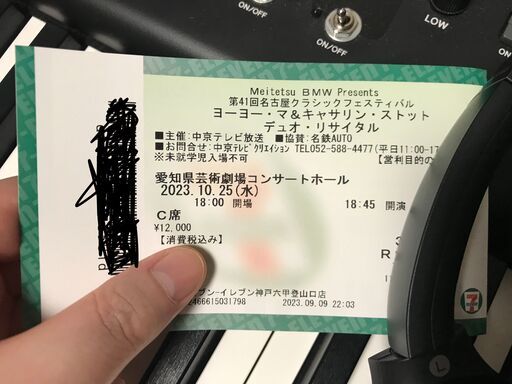 ON/OFF
ON/OFF
LOW
Meitetsu BMW Presents
第41回名古屋クラシックフェスティバル
ヨーヨー・マ&キャサリン・ストット
デュオ・リサイタル
■主催:中京テレビ放送 ■協賛:名鉄AUTO
■お問合せ:中京テレビクリエイション TEL052-588-4477(平日11:00-17
※未就学児入場不可 【営利目的の
愛知県芸術劇場コンサートホール
2023.10.25(水)
18:00 開場 18:45 開演
C席
¥12,000
【消費税込み】
3
R
ブン-イレブン神戸六甲登山口店
2466615031798 2023.09.09 22:03
7
L